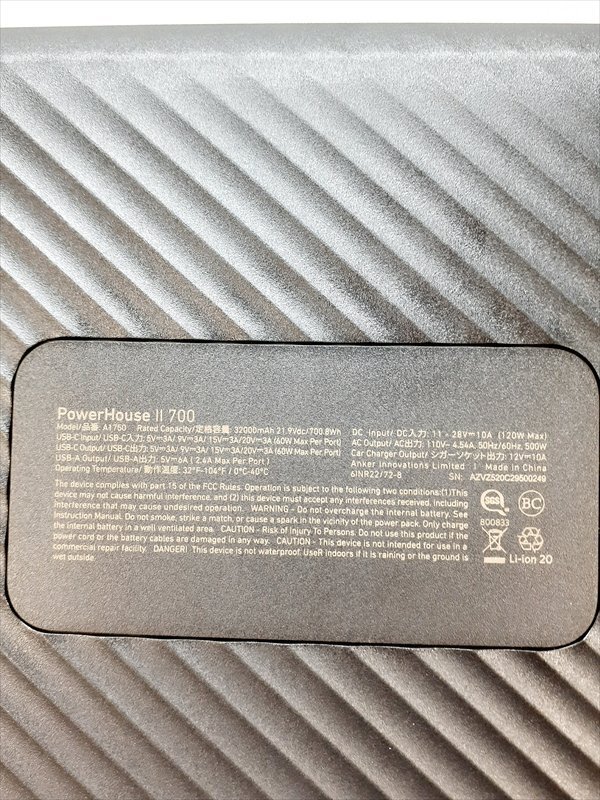 PowerHouse II 700
Model/品番: A1760 Rated Capacity/定格容量: 32000mAh 21.9Vdc/700.8Wh
USB-C Input/ USB-C入力: 5V⎓3A/ 9V⎓3A/ 15V⎓3A/20V⎓3A (60W Max Per Port)
USB-C Output/ USB-C出力: 5V⎓3A/ 9V⎓3A/ 15V⎓3A/20V⎓3A (60W Max Per Port)
USB-A Output/ USB-A出力: 5V⎓6A ( 2.4A Max Per Port )
Operating Temperature/ 動作温度: 32°F-104°F / 0°C-40°C
DC Input/ DC入力: 11 - 28V⎓10A (120W Max)
AC Output/ AC出力: 110V~ 4.54A, 50Hz/60Hz, 500W
Car Charger Output/ シガーソケット出力: 12V⎓10A
Anker Innovations Limited | Made in China
6INR22/72-8
SN: AZVZS20C29500249
The device complies with part 15 of the FCC Rules. Operation is subject to the following two conditions:(1)This
device may not cause harmful interference, and (2) this device must accept any interferences received, including
interference that may cause undesired operation. WARNING - Do not overcharge the internal battery. See
Instruction Manual. Do not smoke, strike a match, or cause a spark in the vicinity of the power pack. Only charge
the internal battery in a well ventilated area. CAUTION - Risk of Injury To Persons. Do not use this product if the
power cord or the battery cables are damaged in any way. CAUTION - This device is not intended for use in a
commercial repair facility. DANGER! This device is not waterproof. UseR indoors if it is raining or the ground is
wet outside.
SGS
BC
800833
Li-ion 20